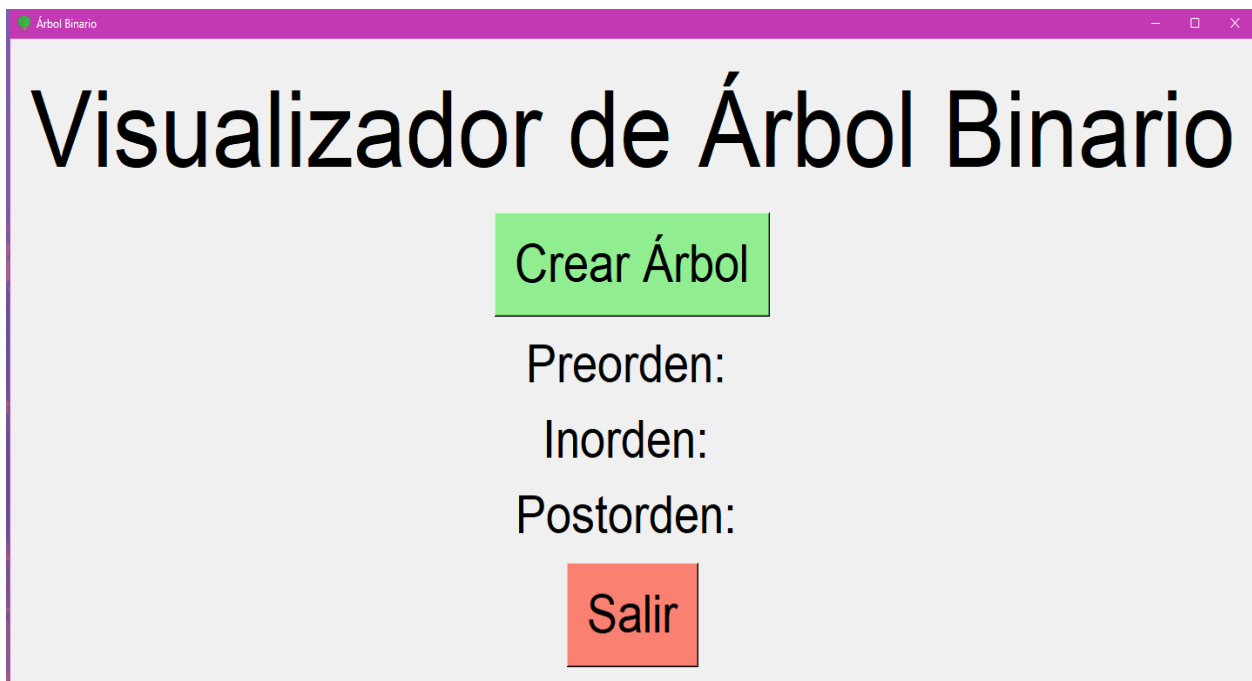 Árbol Binario
Visualizador de Árbol Binario
Crear Árbol
Preorden:
Inorden:
Postorden:
Salir